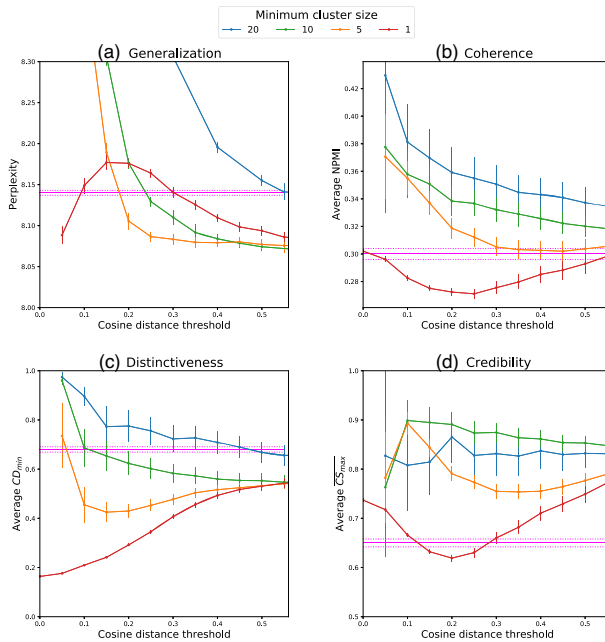 Minimum cluster size
20 10 5 1
(a) Generalization
8.30
8.25
8.20
8.15
8.10
8.05
8.00
Perplexity
0.0 0.1 0.2 0.3 0.4 0.5
Cosine distance threshold
(b) Coherence
0.42
0.40
0.38
0.36
0.34
0.32
0.30
0.28
Average NPMI
0.0 0.1 0.2 0.3 0.4 0.5
Cosine distance threshold
(c) Distinctiveness
1.0
0.8
0.6
0.4
0.2
0.0
Average CD_min
0.0 0.1 0.2 0.3 0.4 0.5
Cosine distance threshold
(d) Credibility
1.0
0.9
0.8
0.7
0.6
0.5
Average CS_max
0.0 0.1 0.2 0.3 0.4 0.5
Cosine distance threshold